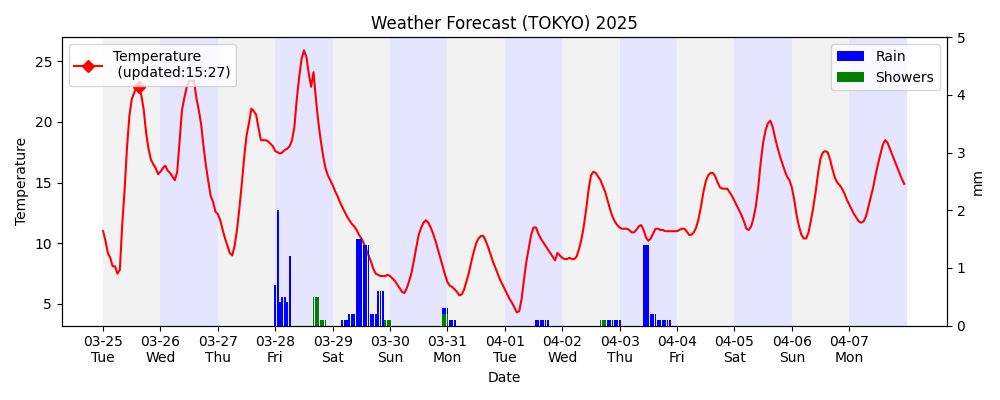 Weather Forecast (TOKYO) 2025
Temperature
(updated:15:27)
Rain
Showers
25
20
15
10
5
Temperature
5
4
3
2
1
0
mm
03-25 03-26 03-27 03-28 03-29 03-30 03-31 04-01 04-02 04-03 04-04 04-05 04-06 04-07
Tue Wed Thu Fri Sat Sun Mon Tue Wed Thu Fri Sat Sun Mon
Date